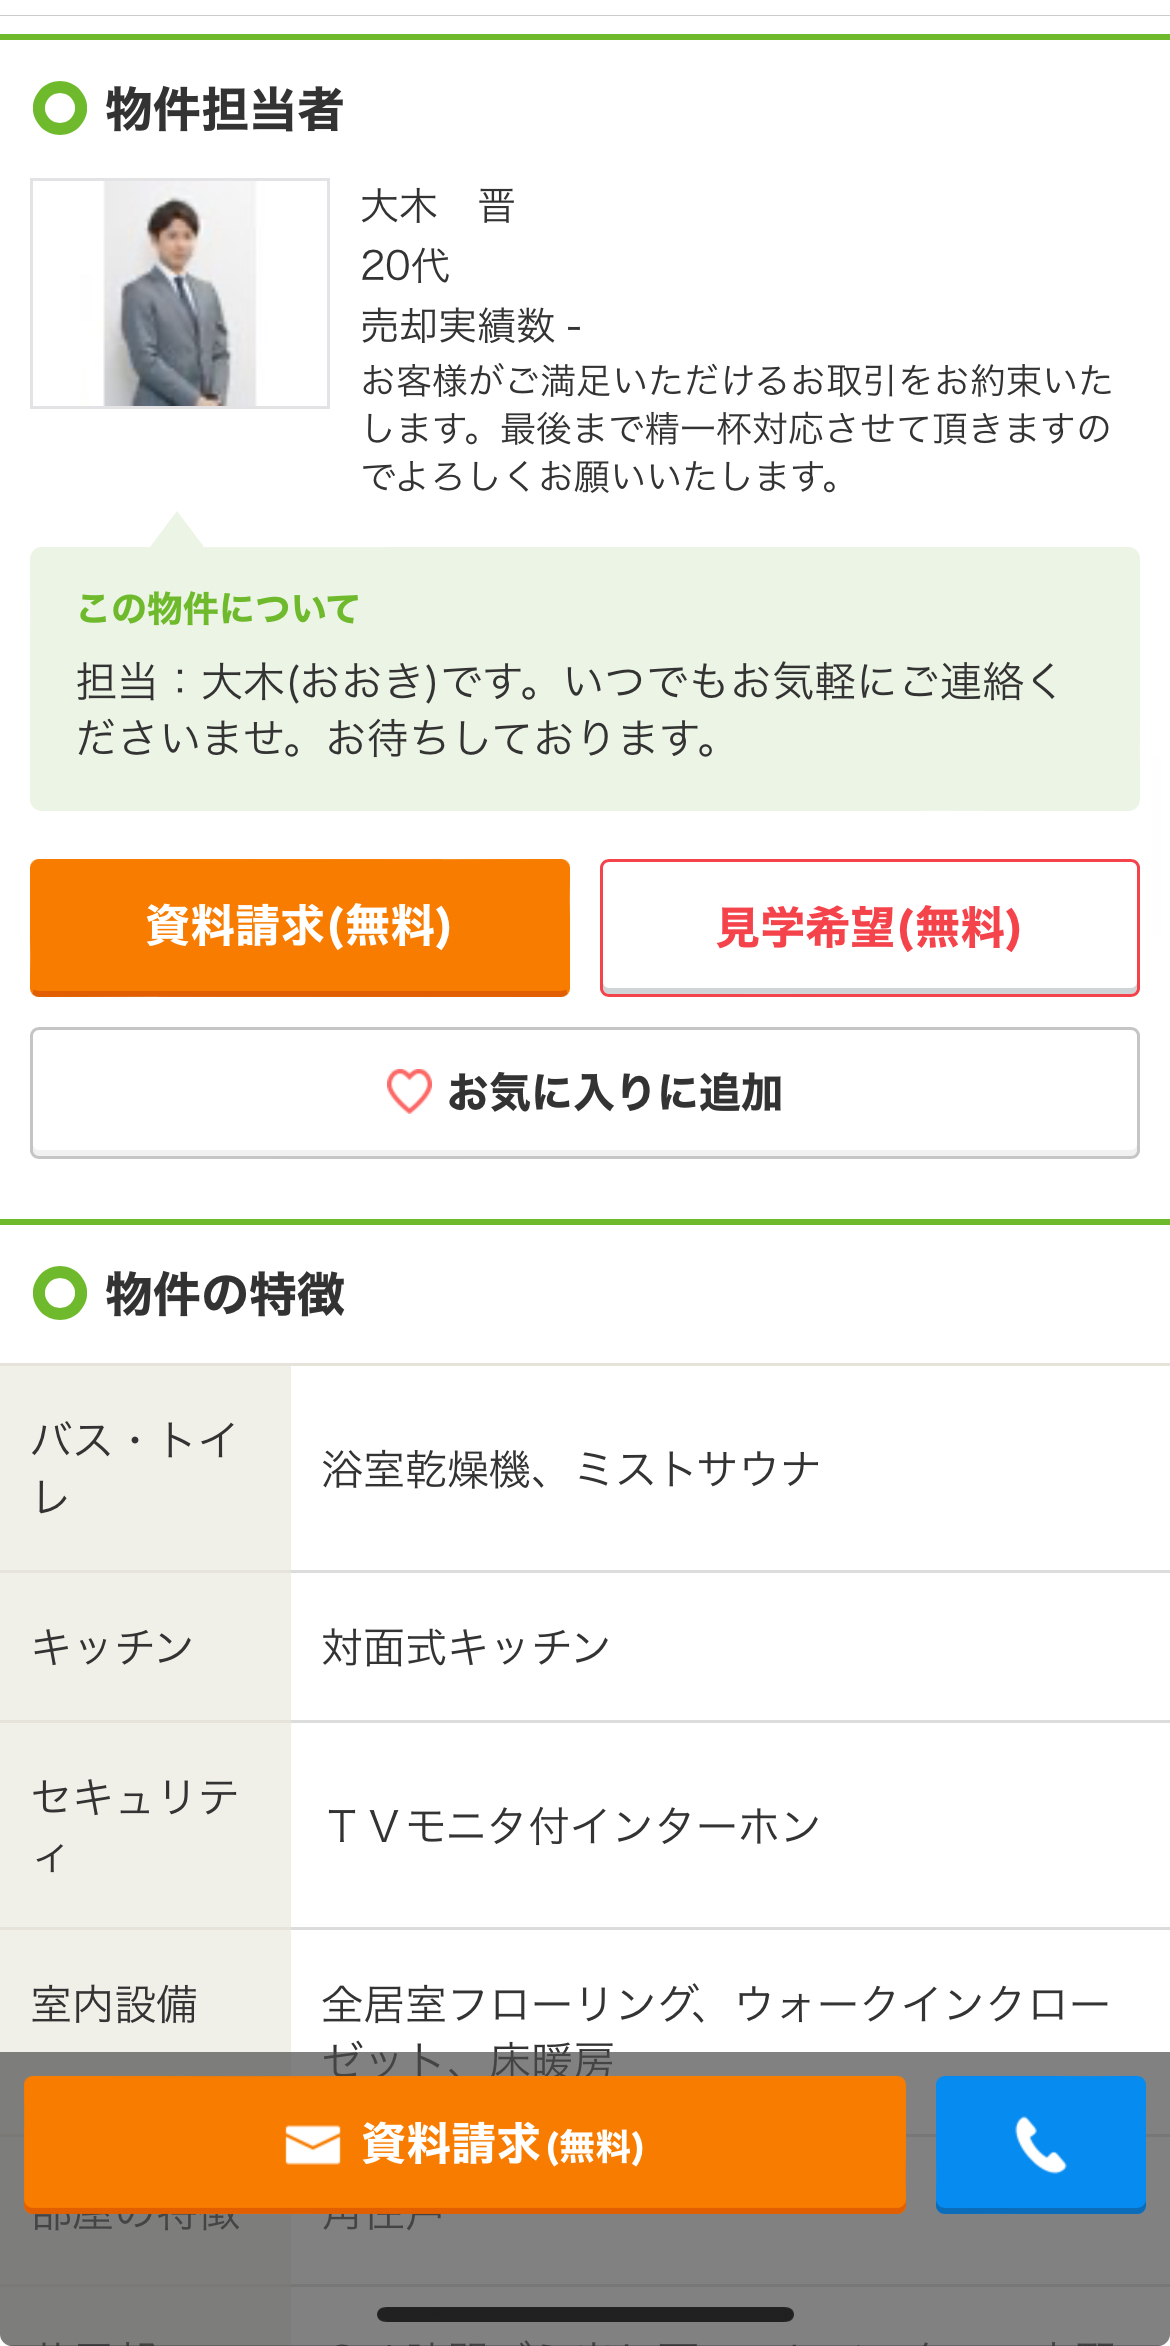 物件担当者
大木　晋
20代
売却実績数 -
お客様がご満足いただけるお取引をお約束いた
します。最後まで精一杯対応させて頂きますの
でよろしくお願いいたします。
この物件について
担当：大木(おおき)です。いつでもお気軽にご連絡く
ださいませ。お待ちしております。
資料請求(無料)
見学希望(無料)
お気に入りに追加
物件の特徴
バス・トイ
レ
浴室乾燥機、ミストサウナ
キッチン
対面式キッチン
セキュリテ
ィ
ＴＶモニタ付インターホン
室内設備
全居室フローリング、ウォークインクロー
ゼット、床暖房
資料請求(無料)
部屋の特徴
角住戸